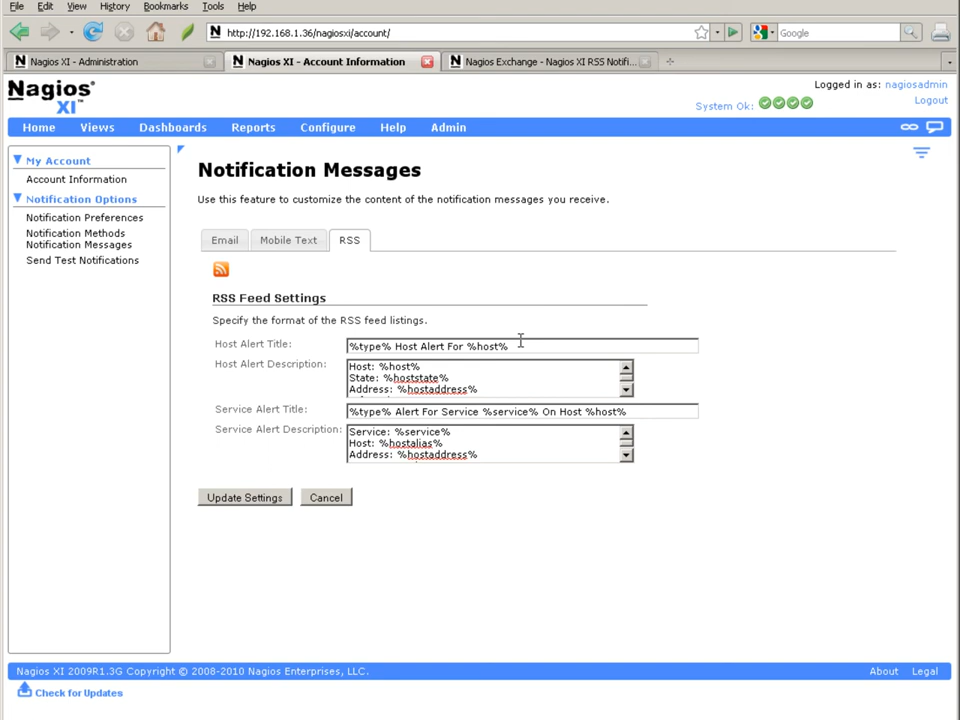 File Edit View History Bookmarks Tools Help
N http://192.168.1.36/nagiosxi/account/
Google
N Nagios XI - Administration
N Nagios XI - Account Information
N Nagios Exchange - Nagios XI RSS Notifi...
Nagios®
XI™
Logged in as: nagiosadmin
System Ok:
Logout
Home Views Dashboards Reports Configure Help Admin
My Account
Account Information
Notification Options
Notification Preferences
Notification Methods
Notification Messages
Send Test Notifications
Notification Messages
Use this feature to customize the content of the notification messages you receive.
Email Mobile Text RSS
RSS Feed Settings
Specify the format of the RSS feed listings.
Host Alert Title: %type% Host Alert For %host%
Host Alert Description: Host: %host%
State: %hoststate%
Address: %hostaddress%
Service Alert Title: %type% Alert For Service %service% On Host %host%
Service Alert Description: Service: %service%
Host: %hostalias%
Address: %hostaddress%
Update Settings Cancel
Nagios XI 2009R1.3G Copyright © 2008-2010 Nagios Enterprises, LLC.
About Legal
Check for Updates